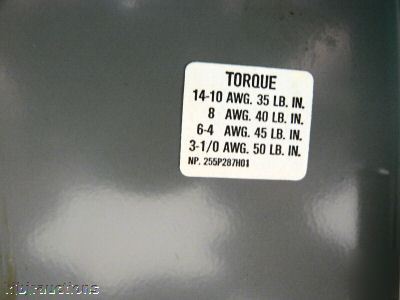 TORQUE
14-10 AWG. 35 LB. IN.
8 AWG. 40 LB. IN.
6-4 AWG. 45 LB. IN.
3-1/0 AWG. 50 LB. IN.
NP. 255P287H01